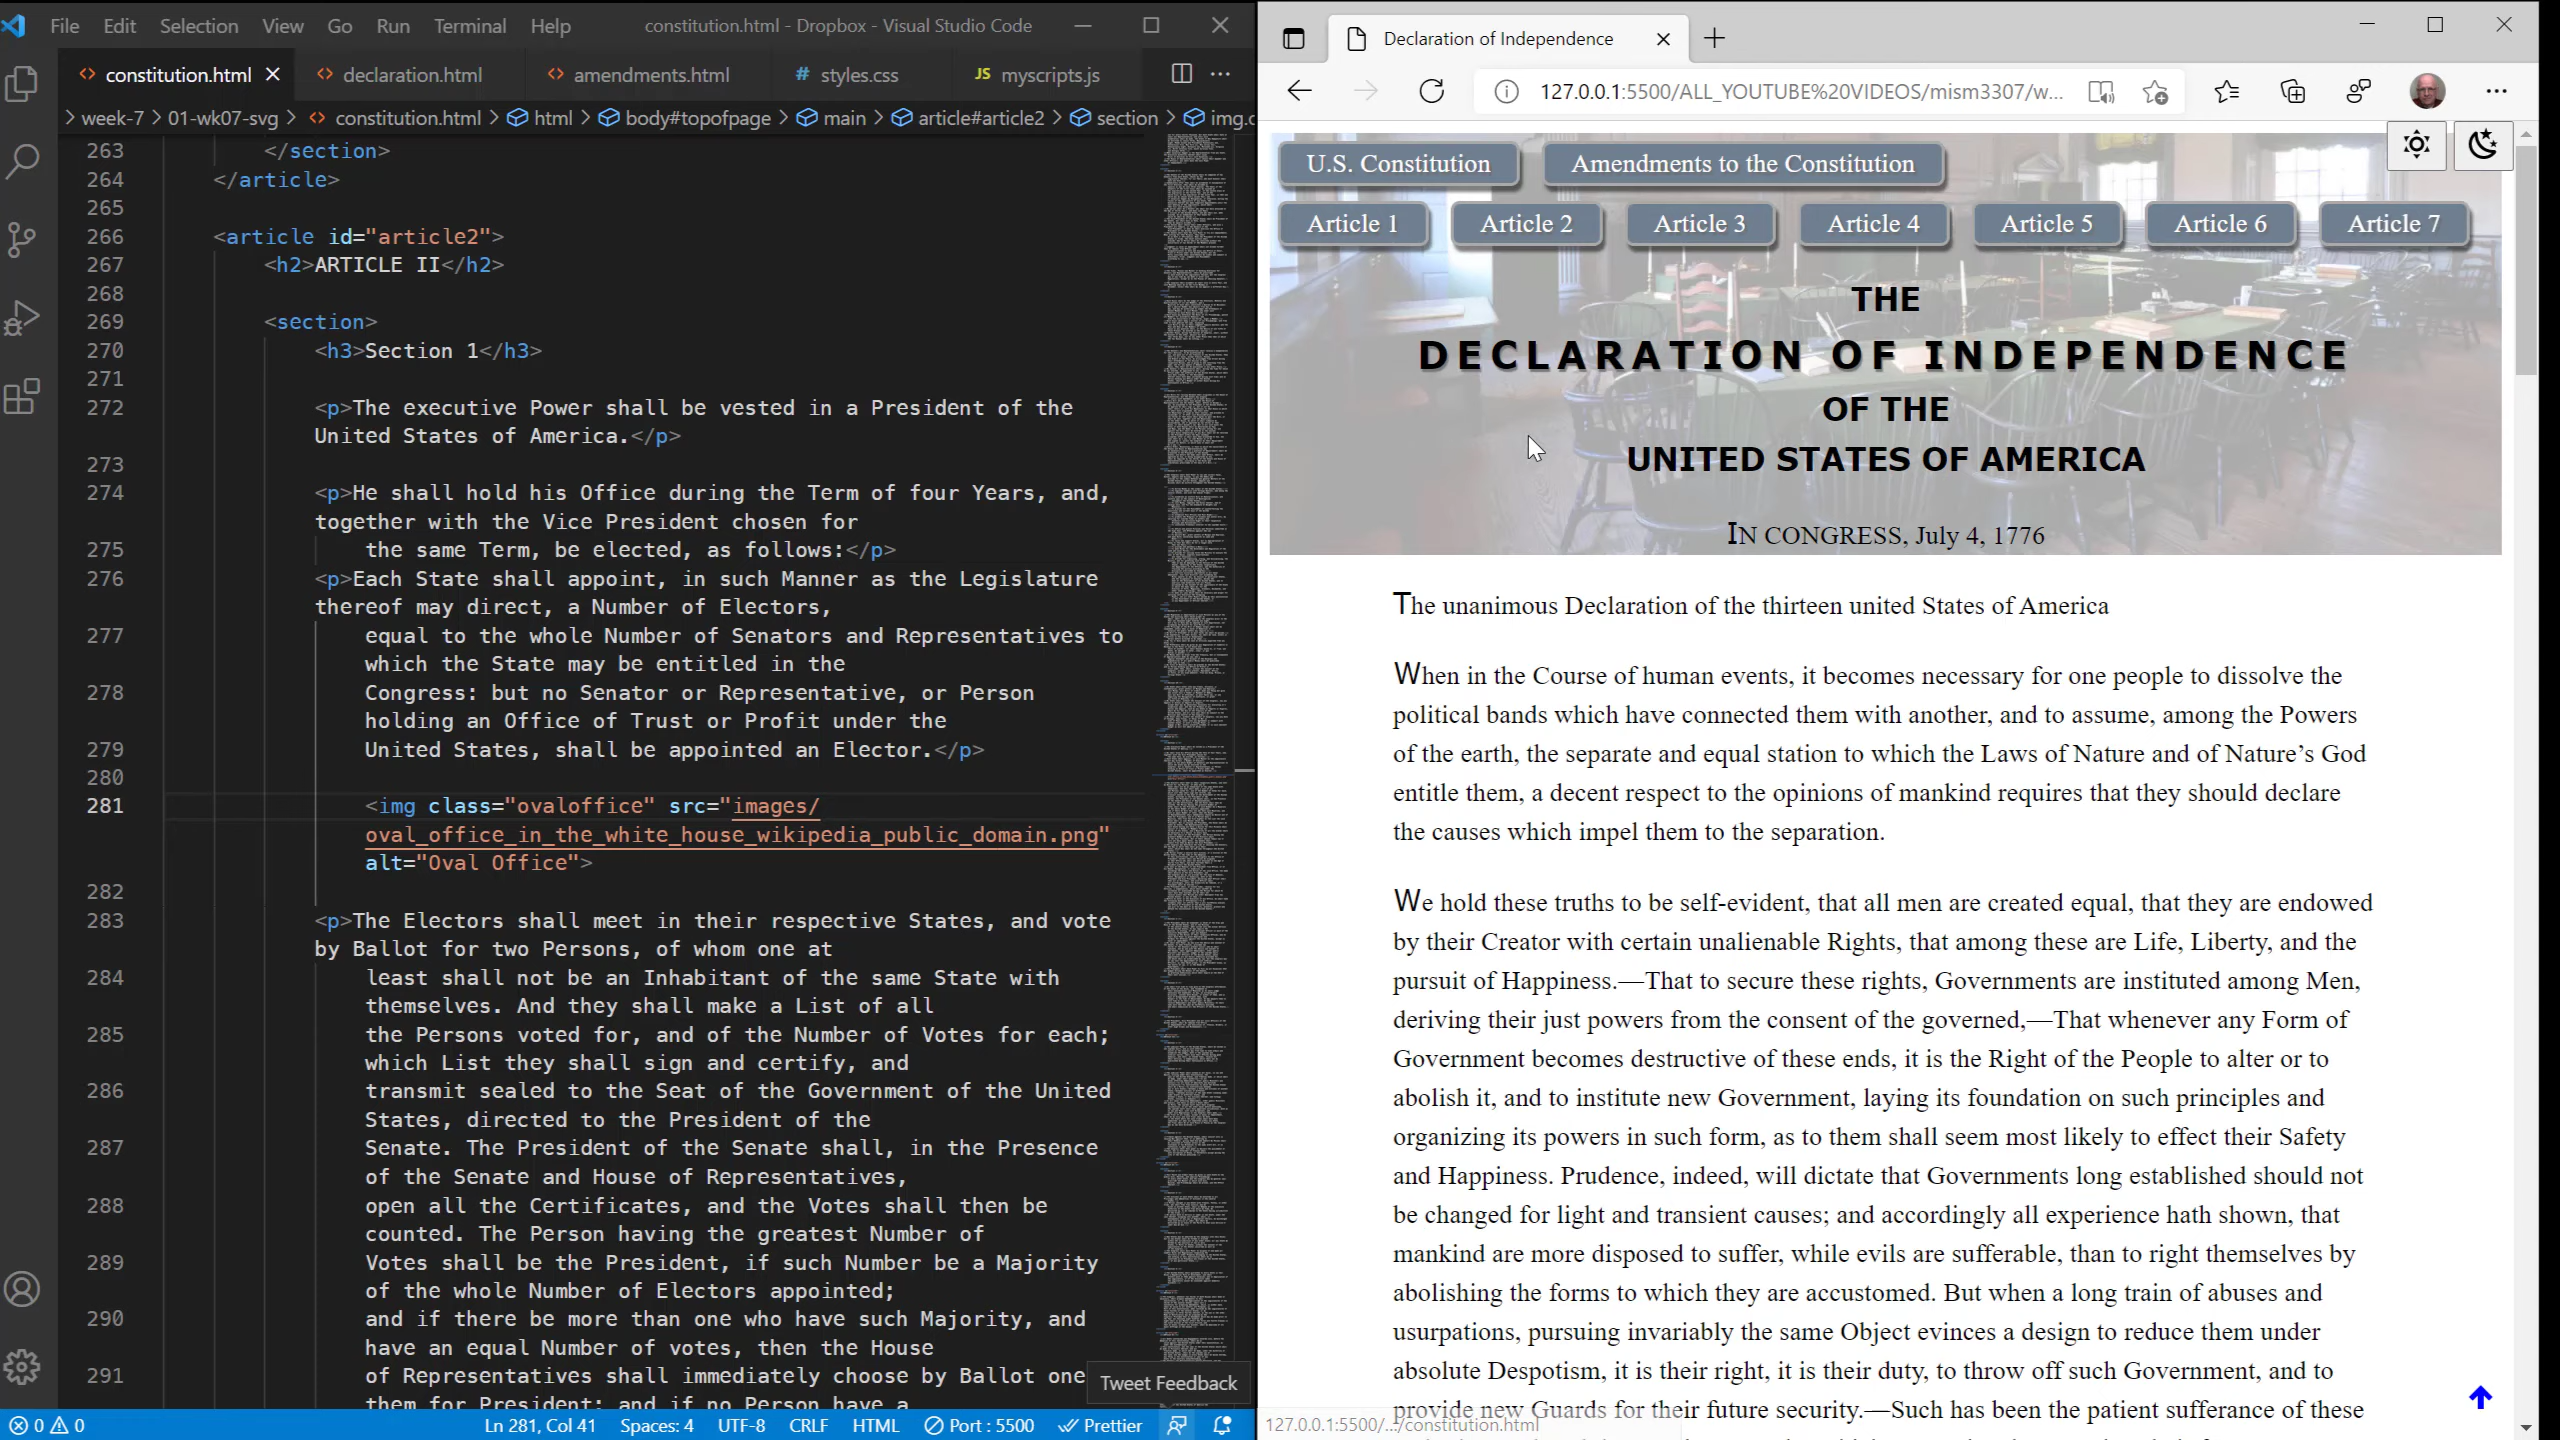 File Edit Selection View Go Run Terminal Help constitution.html - Dropbox - Visual Studio Code
constitution.html declaration.html amendments.html # styles.css JS myscripts.js
week-7 > 01-wk07-svg > constitution.html > html > body#topofpage > main > article#article2 > section > img.o
263 </section>
264 </article>
265
266 <article id="article2">
267 <h2>ARTICLE II</h2>
268
269 <section>
270 <h3>Section 1</h3>
271
272 <p>The executive Power shall be vested in a President of the
United States of America.</p>
273
274 <p>He shall hold his Office during the Term of four Years, and,
together with the Vice President chosen for
275 the same Term, be elected, as follows:</p>
276 <p>Each State shall appoint, in such Manner as the Legislature
thereof may direct, a Number of Electors,
277 equal to the whole Number of Senators and Representatives to
which the State may be entitled in the
278 Congress: but no Senator or Representative, or Person
holding an Office of Trust or Profit under the
279 United States, shall be appointed an Elector.</p>
280
281 <img class="ovaloffice" src="images/
oval_office_in_the_white_house_wikipedia_public_domain.png"
alt="Oval Office">
282
283 <p>The Electors shall meet in their respective States, and vote
by Ballot for two Persons, of whom one at
284 least shall not be an Inhabitant of the same State with
themselves. And they shall make a List of all
285 the Persons voted for, and of the Number of Votes for each;
which List they shall sign and certify, and
286 transmit sealed to the Seat of the Government of the United
States, directed to the President of the
287 Senate. The President of the Senate shall, in the Presence
of the Senate and House of Representatives,
288 open all the Certificates, and the Votes shall then be
counted. The Person having the greatest Number of
289 Votes shall be the President, if such Number be a Majority
of the whole Number of Electors appointed;
290 and if there be more than one who have such Majority, and
have an equal Number of votes, then the House
291 of Representatives shall immediately choose by Ballot one
them for President; and if no Person have a
Tweet Feedback
0 0 Ln 281, Col 41 Spaces: 4 UTF-8 CRLF HTML Port : 5500 Prettier
Declaration of Independence
127.0.0.1:5500/ALL_YOUTUBE%20VIDEOS/mism3307/w...
U.S. Constitution Amendments to the Constitution
Article 1 Article 2 Article 3 Article 4 Article 5 Article 6 Article 7
THE
DECLARATION OF INDEPENDENCE
OF THE
UNITED STATES OF AMERICA
IN CONGRESS, July 4, 1776
The unanimous Declaration of the thirteen united States of America
When in the Course of human events, it becomes necessary for one people to dissolve the
political bands which have connected them with another, and to assume, among the Powers
of the earth, the separate and equal station to which the Laws of Nature and of Nature’s God
entitle them, a decent respect to the opinions of mankind requires that they should declare
the causes which impel them to the separation.
We hold these truths to be self-evident, that all men are created equal, that they are endowed
by their Creator with certain unalienable Rights, that among these are Life, Liberty, and the
pursuit of Happiness.—That to secure these rights, Governments are instituted among Men,
deriving their just powers from the consent of the governed,—That whenever any Form of
Government becomes destructive of these ends, it is the Right of the People to alter or to
abolish it, and to institute new Government, laying its foundation on such principles and
organizing its powers in such form, as to them shall seem most likely to effect their Safety
and Happiness. Prudence, indeed, will dictate that Governments long established should not
be changed for light and transient causes; and accordingly all experience hath shown, that
mankind are more disposed to suffer, while evils are sufferable, than to right themselves by
abolishing the forms to which they are accustomed. But when a long train of abuses and
usurpations, pursuing invariably the same Object evinces a design to reduce them under
absolute Despotism, it is their right, it is their duty, to throw off such Government, and to
provide new Guards for their future security.—Such has been the patient sufferance of these
127.0.0.1:5500/.../constitution.html